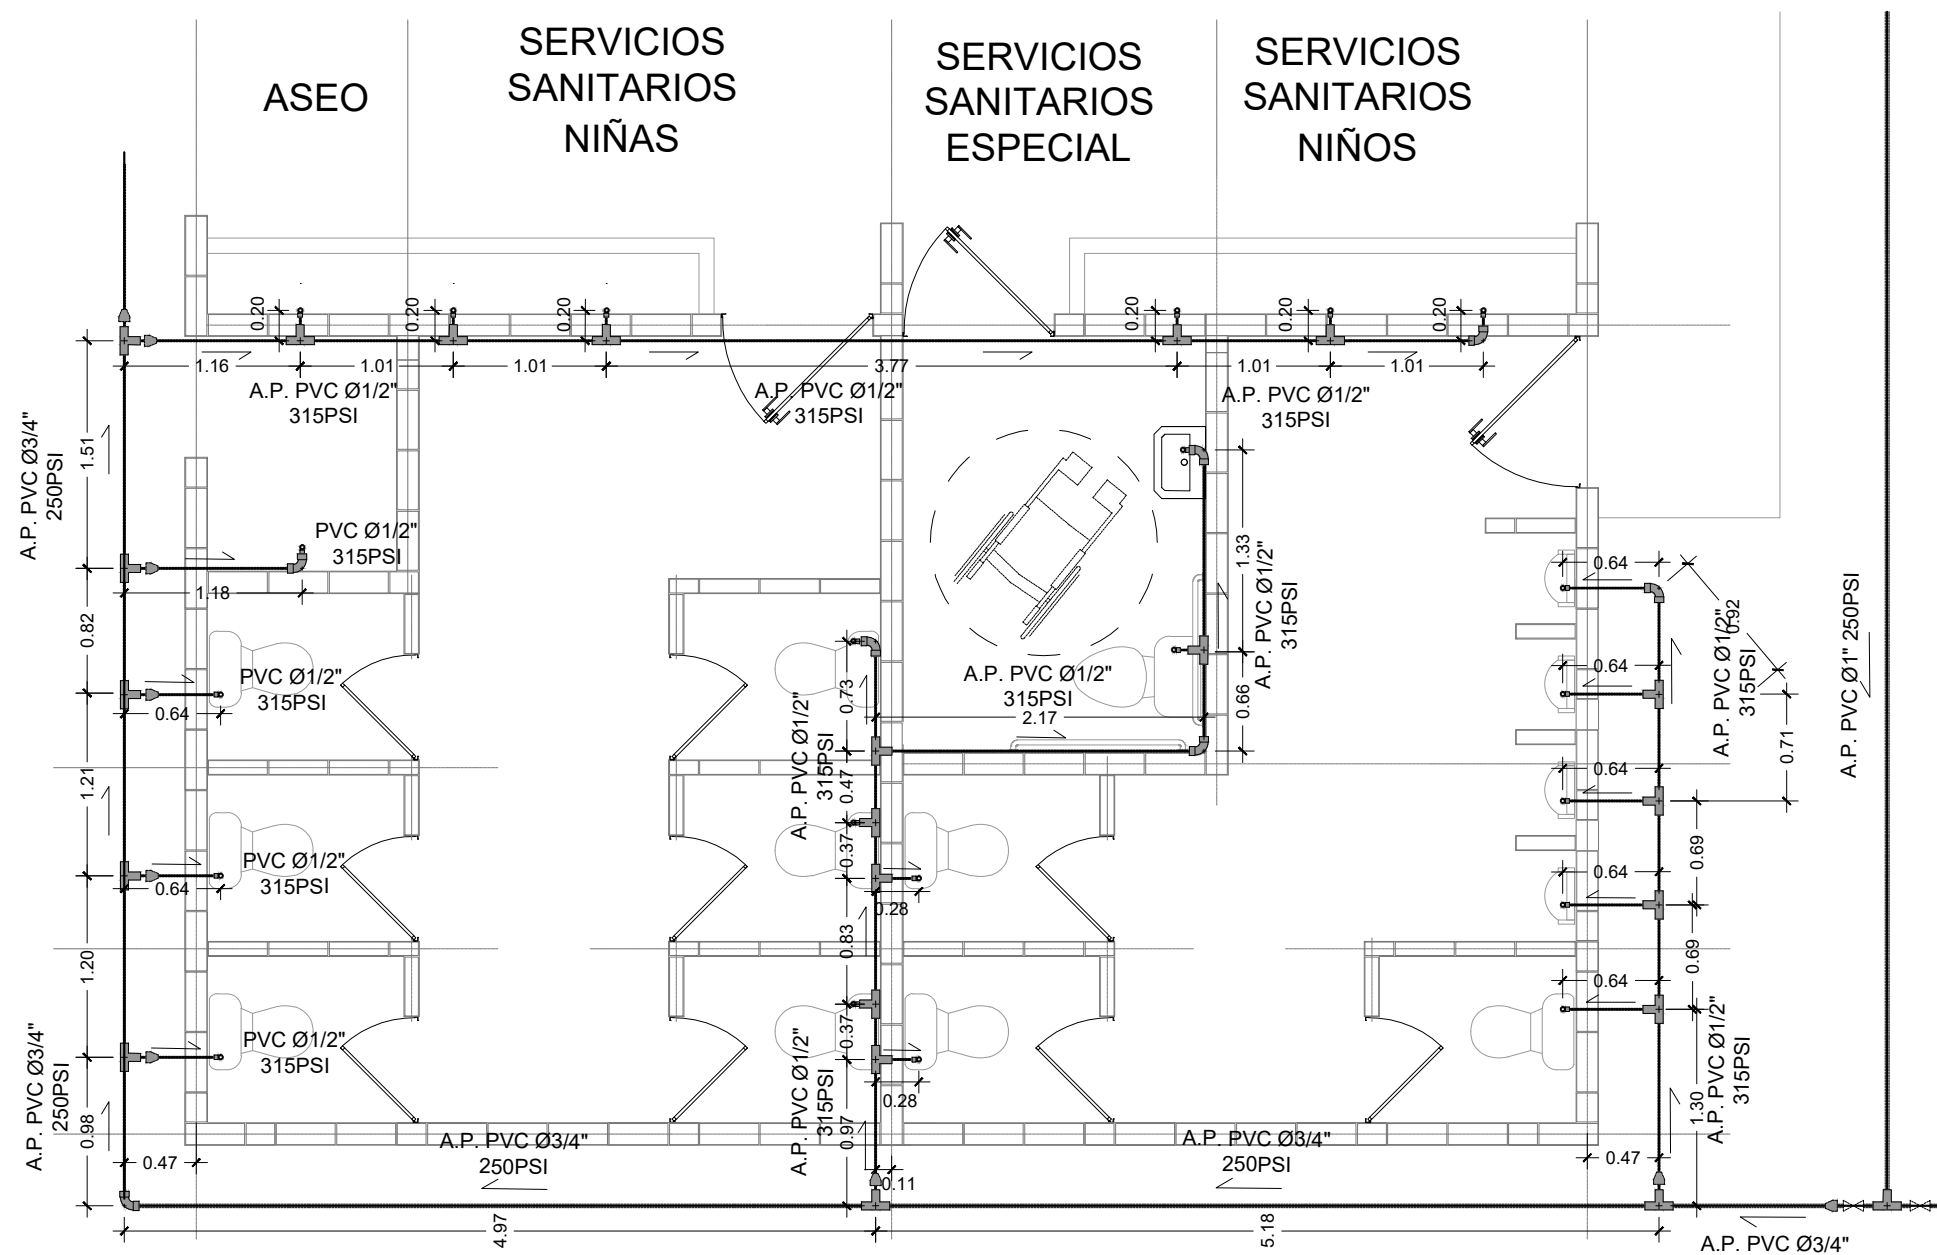 ASEO
SERVICIOS
SANITARIOS
NIÑAS
SERVICIOS
SANITARIOS
ESPECIAL
SERVICIOS
SANITARIOS
NIÑOS
0.20
0.20
0.20
0.20
0.20
0.20
1.16
1.01
1.01
3.77
1.01
1.01
A.P. PVC Ø1/2"
315PSI
A.P. PVC Ø1/2"
315PSI
A.P. PVC Ø1/2"
315PSI
A.P. PVC Ø3/4"
250PSI
1.51
PVC Ø1/2"
315PSI
1.18
0.82
PVC Ø1/2"
315PSI
0.64
1.21
PVC Ø1/2"
315PSI
0.64
1.20
PVC Ø1/2"
315PSI
A.P. PVC Ø3/4"
250PSI
0.98
0.47
A.P. PVC Ø3/4"
250PSI
4.97
0.73
A.P. PVC Ø1/2"
315PSI
0.47
0.37
0.28
0.83
0.37
0.28
A.P. PVC Ø1/2"
315PSI
0.97
0.11
A.P. PVC Ø1/2"
315PSI
2.17
1.33
A.P. PVC Ø1/2"
315PSI
0.66
0.64
0.92
0.64
A.P. PVC Ø1/2"
315PSI
0.71
0.64
0.69
0.64
0.69
0.64
A.P. PVC Ø1/2"
315PSI
1.30
A.P. PVC Ø1" 250PSI
A.P. PVC Ø3/4"
250PSI
0.47
5.18
A.P. PVC Ø3/4"